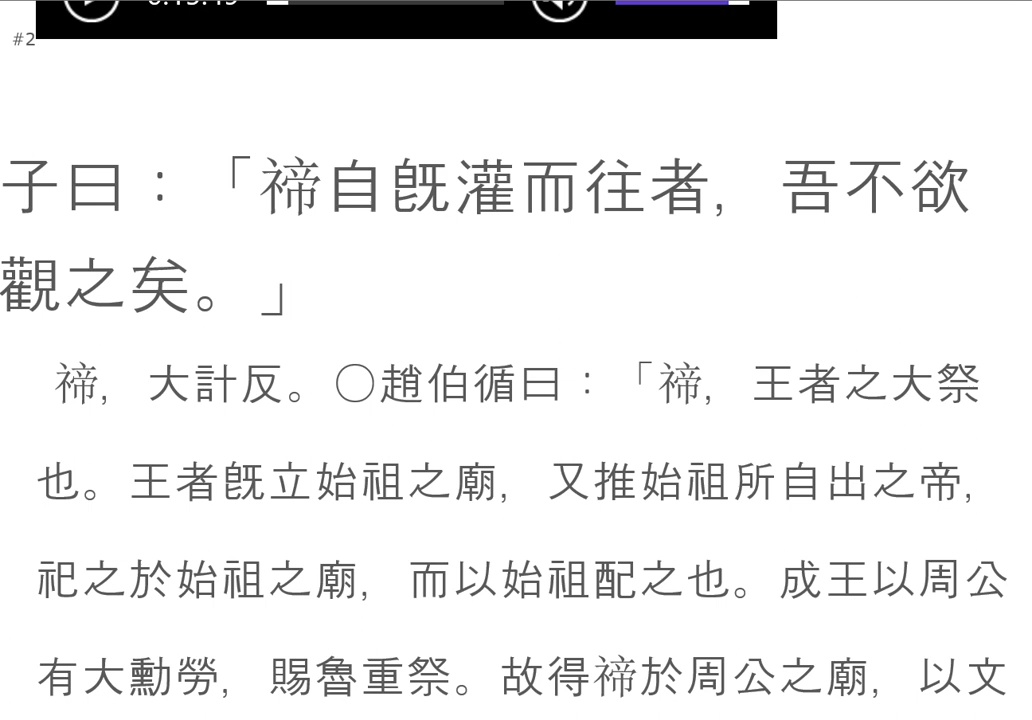 #2
子曰：「禘自旣灌而往者，吾不欲
觀之矣。」
禘，大計反。○趙伯循曰：「禘，王者之大祭
也。王者旣立始祖之廟，又推始祖所自出之帝，
祀之於始祖之廟，而以始祖配之也。成王以周公
有大勳勞，賜魯重祭。故得禘於周公之廟，以文